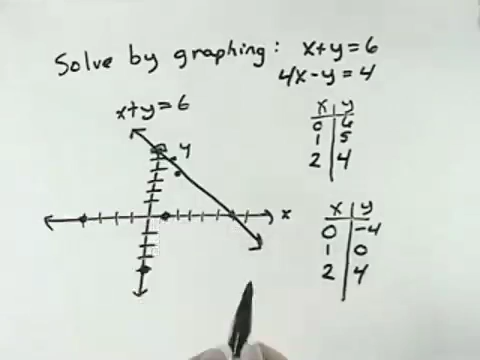 Solve by graphing: x+y=6
4x-y=4
x+y=6
y
x
x y
0 6
1 5
2 4
x y
0 -4
1 0
2 4